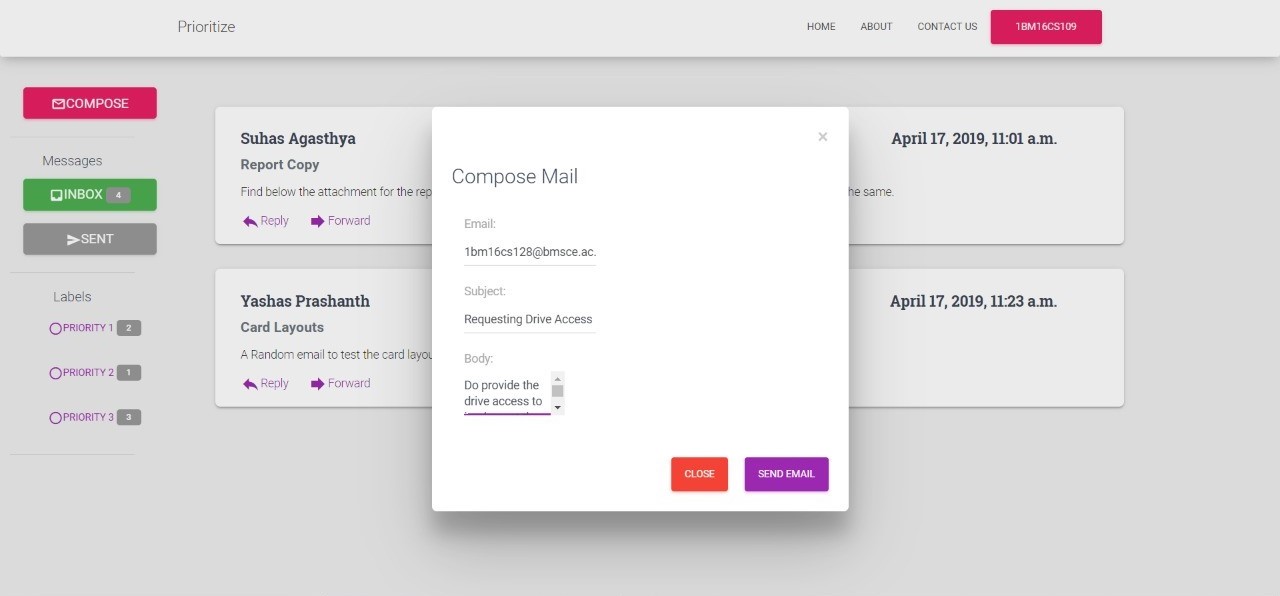 Prioritize
HOME
ABOUT
CONTACT US
1BM16CS109
COMPOSE
Messages
INBOX 4
SENT
Labels
PRIORITY 1 2
PRIORITY 2 1
PRIORITY 3 3
Suhas Agasthya
April 17, 2019, 11:01 a.m.
Report Copy
Find below the attachment for the rep
he same.
Reply
Forward
Yashas Prashanth
April 17, 2019, 11:23 a.m.
Card Layouts
A Random email to test the card layou
Reply
Forward
×
Compose Mail
Email:
1bm16cs128@bmsce.ac.
Subject:
Requesting Drive Access
Body:
Do provide the
drive access to
CLOSE
SEND EMAIL